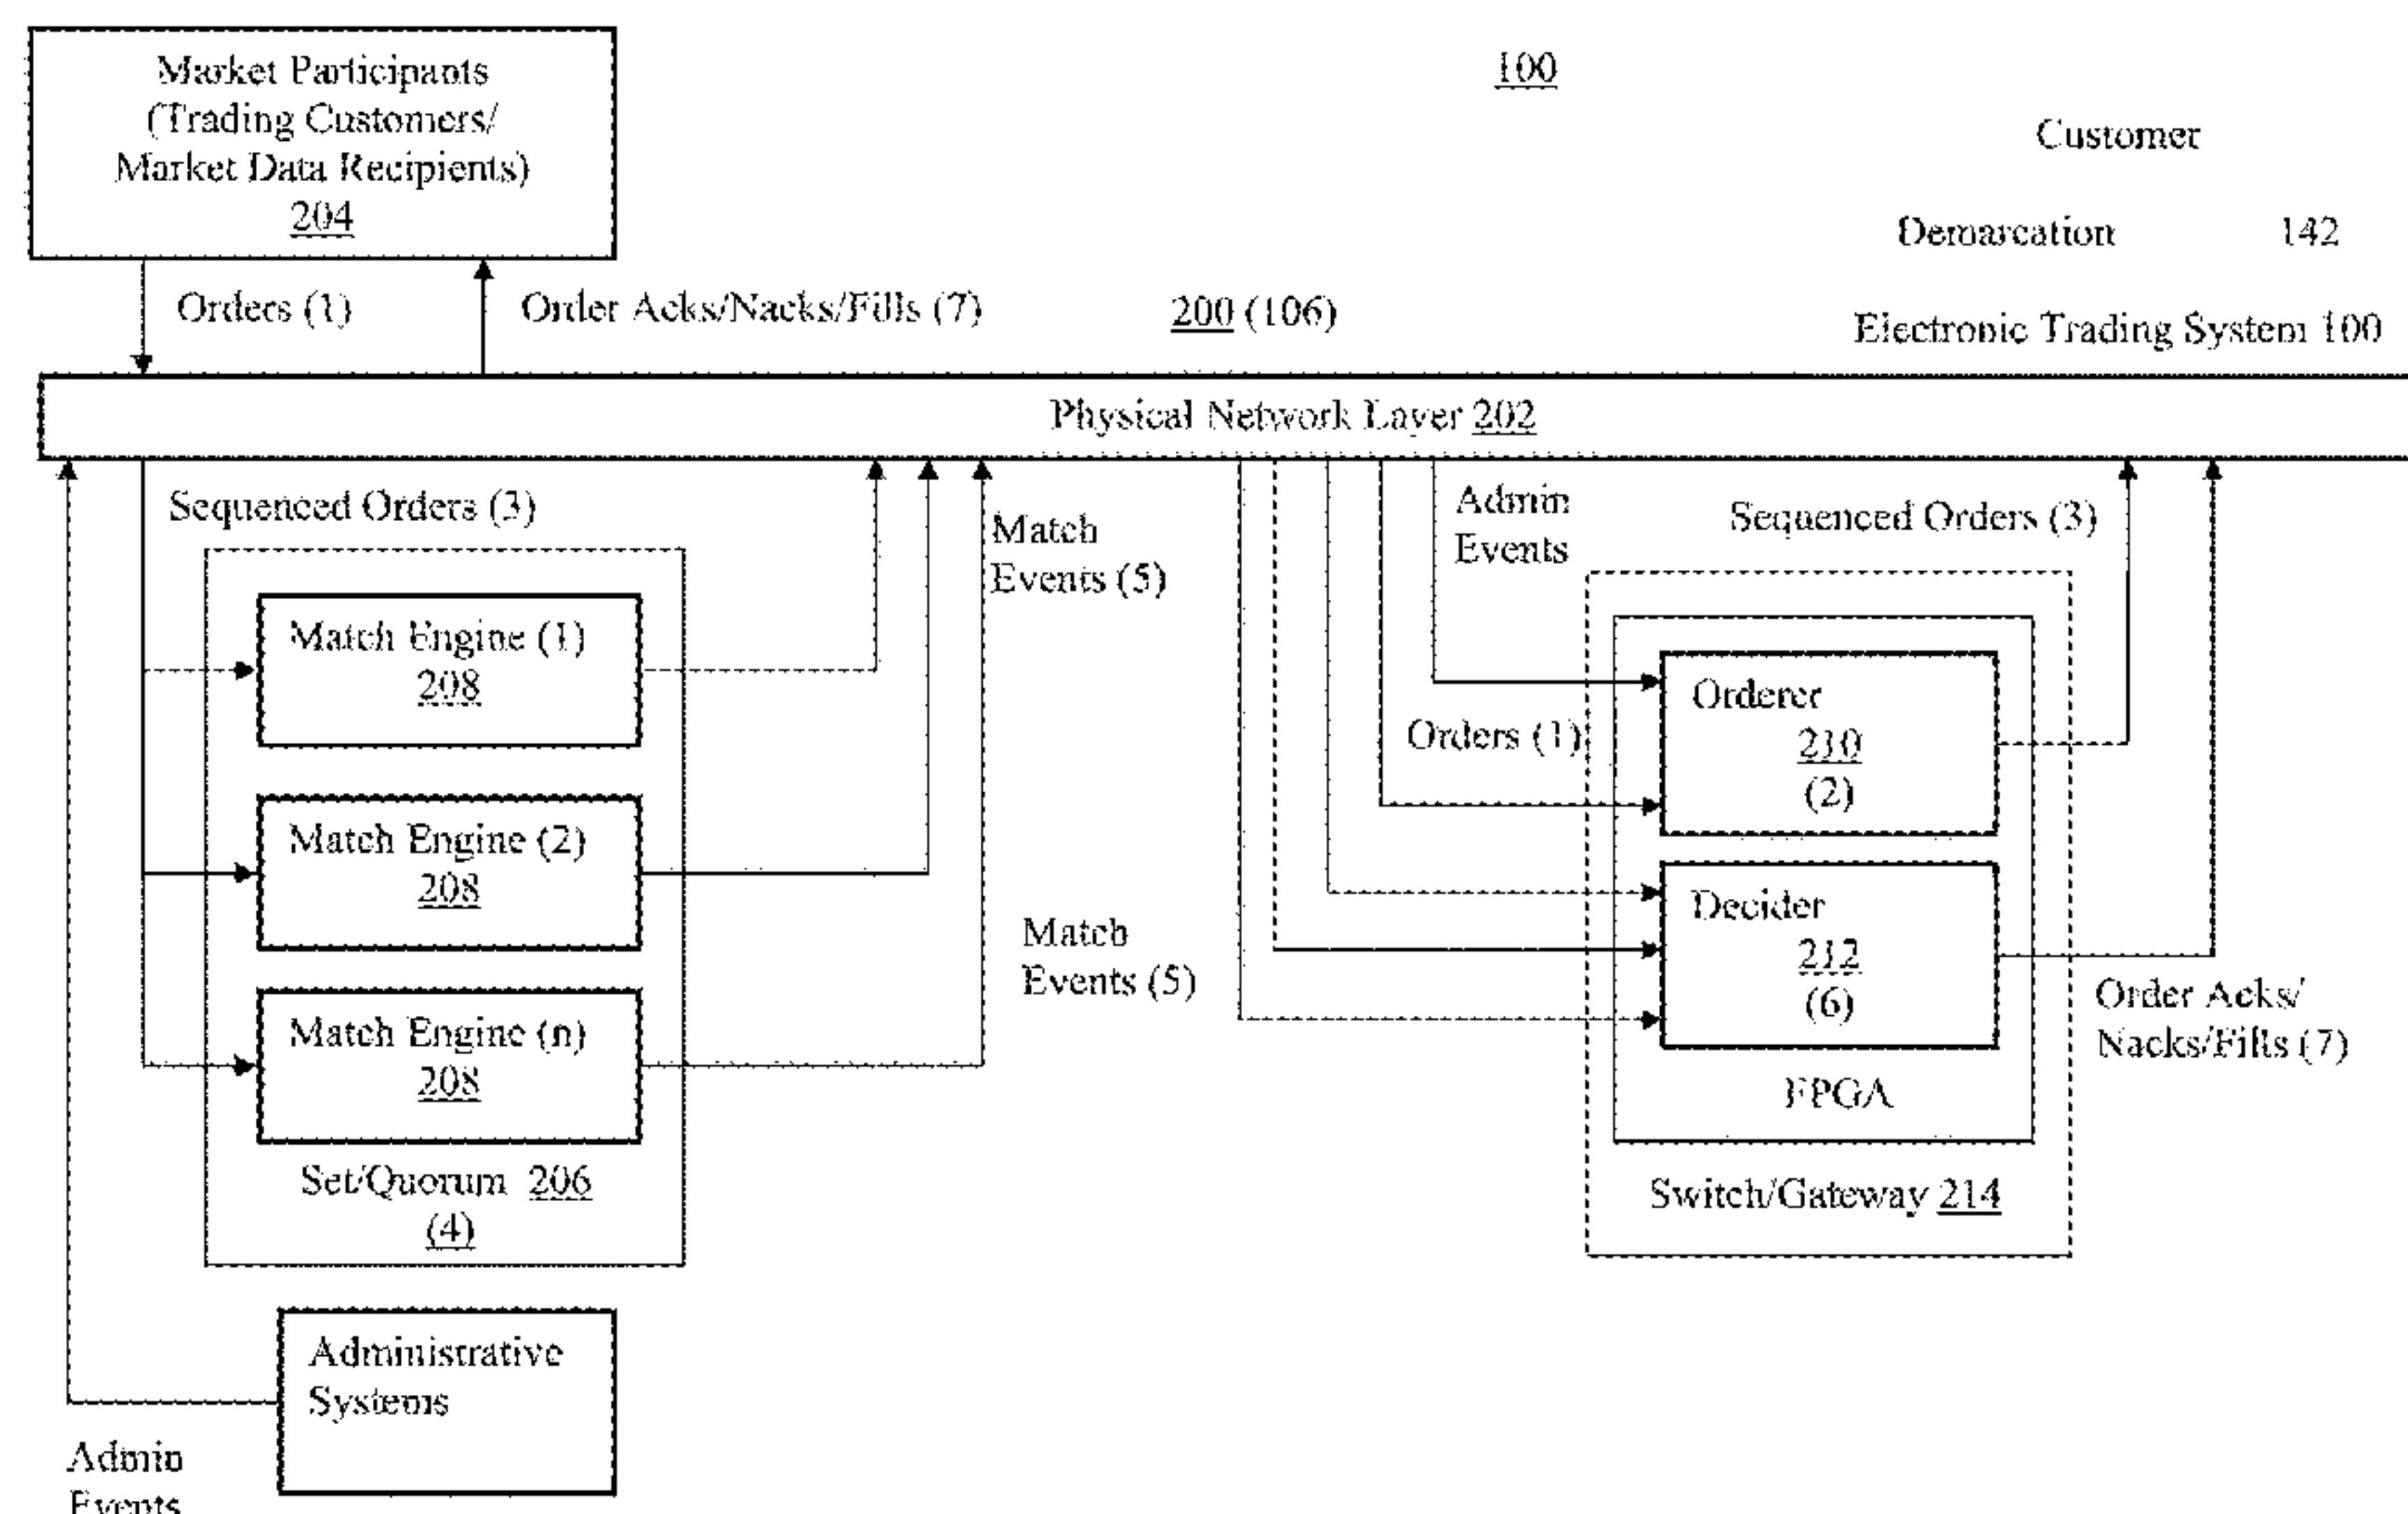 Market Participants
(Trading Customers/
Market Data Recipients)
204
100
Customer
Demarcation 142
Electronic Trading System 100
Orders (1)
Order Acks/Nacks/Fills (7)
200 (106)
Physical Network Layer 202
Sequenced Orders (3)
Match
Events (5)
Admin
Events
Sequenced Orders (3)
Match Engine (1)
208
Match Engine (2)
208
Match Engine (n)
208
Set/Quorum 206
(4)
Match
Events (5)
Orders (1)
Orderer
210
(2)
Decider
212
(6)
FPGA
Switch/Gateway 214
Order Acks/
Nacks/Fills (7)
Administrative
Systems
Admin
Events